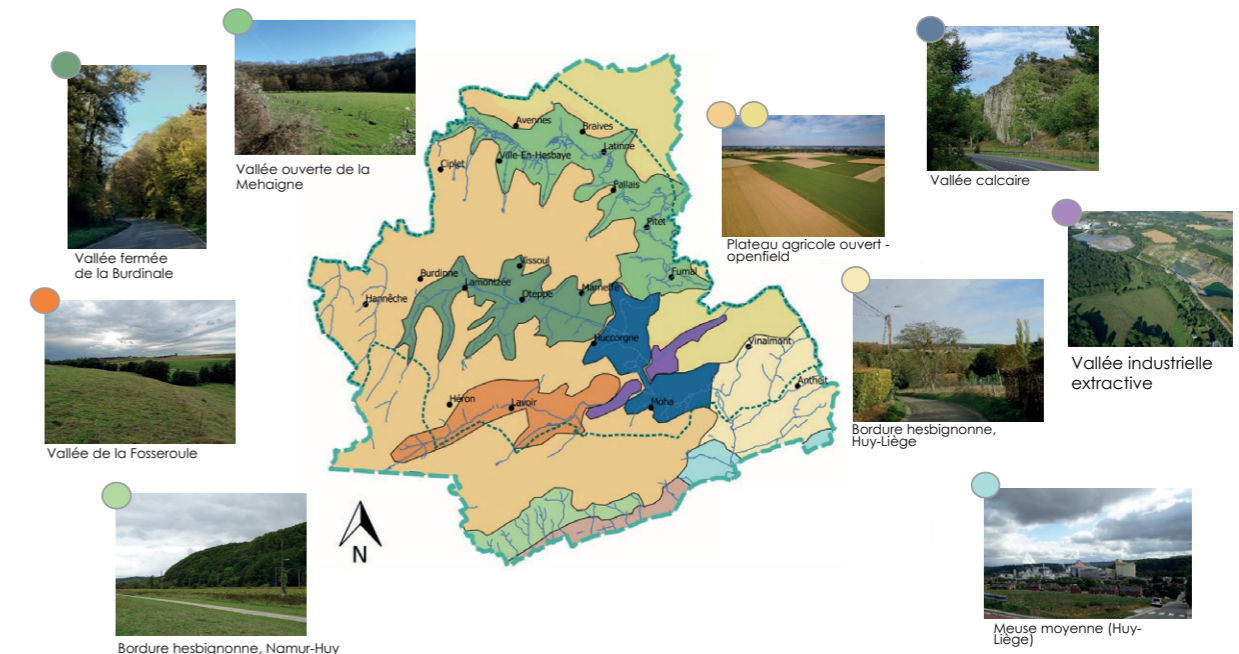 Vallée ouverte de la
Mehaigne
Vallée fermée
de la Burdinale
Vallée de la Fosseroule
Bordure hesbignonne, Namur-Huy
Avennes
Braives
Latinne
Ciplet
Ville-En-Hesbaye
Fallais
Pitet
Fumal
Vissoul
Burdinne
Lamontzée
Hannêche
Oteppe
Marneffe
Huccorgne
Vinalmont
Antheit
Héron
Lavoir
Moha
N
Plateau agricole ouvert -
openfield
Vallée calcaire
Vallée industrielle
extractive
Bordure hesbignonne,
Huy-Liège
Meuse moyenne (Huy-
Liège)